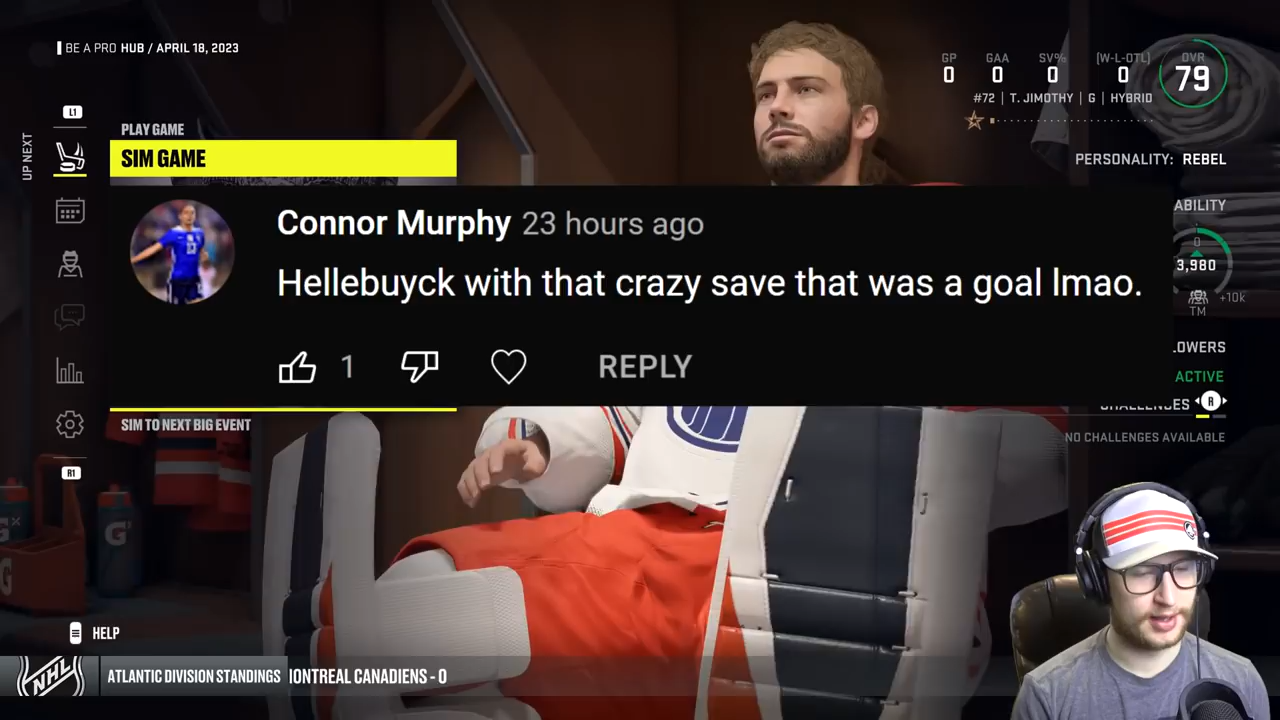 BE A PRO HUB / APRIL 18, 2023
GP GAA SV% (W-L-OTL) OVR
0 0 0 0 79
#72 | T. JIMOTHY | G | HYBRID
L1
UP NEXT
PLAY GAME
SIM GAME
PERSONALITY: REBEL
ABILITY
0
3,980
+10k
TM
Connor Murphy 23 hours ago
Hellebuyck with that crazy save that was a goal lmao.
1 REPLY
LOWERS
ACTIVE
CHALLENGES R
NO CHALLENGES AVAILABLE
SIM TO NEXT BIG EVENT
R1
G
G
HELP
NHL
ATLANTIC DIVISION STANDINGS IONTREAL CANADIENS - 0